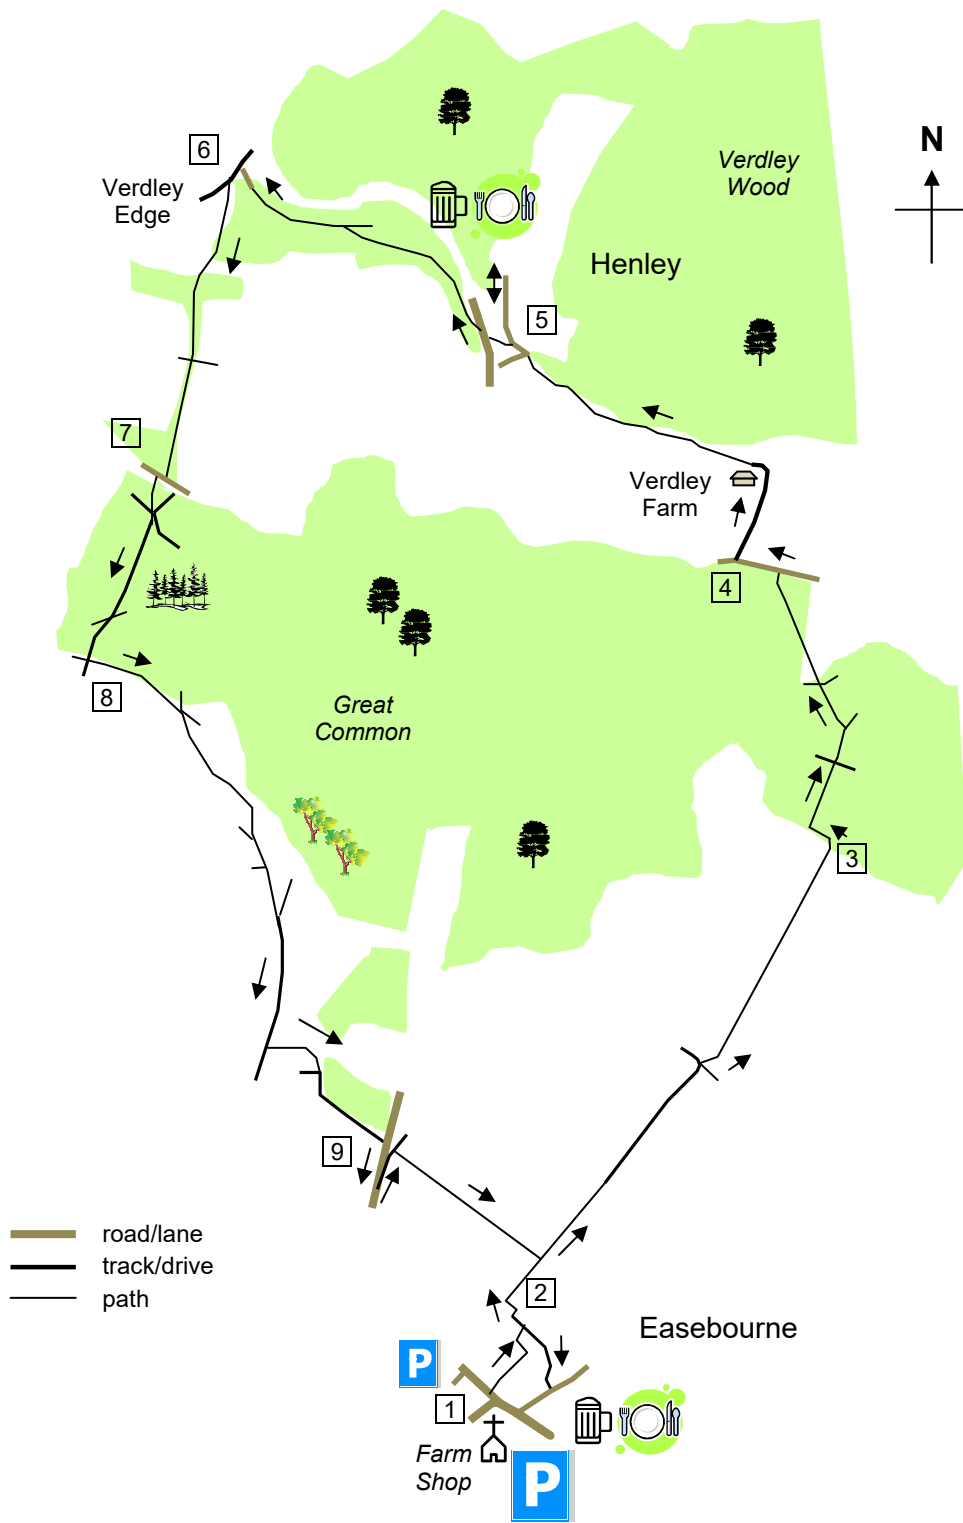 6
Verdley
Edge
Verdley
Wood
N
Henley
5
7
Verdley
Farm
4
8
Great
Common
3
9
road/lane
track/drive
path
2
Easebourne
P
1
Farm
Shop
P